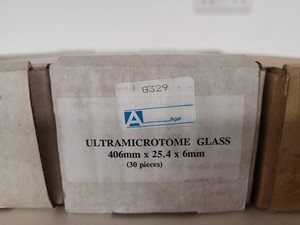 G329
A
Agar
ULTRAMICROTOME GLASS
406mm x 25.4 x 6mm
(30 pieces)